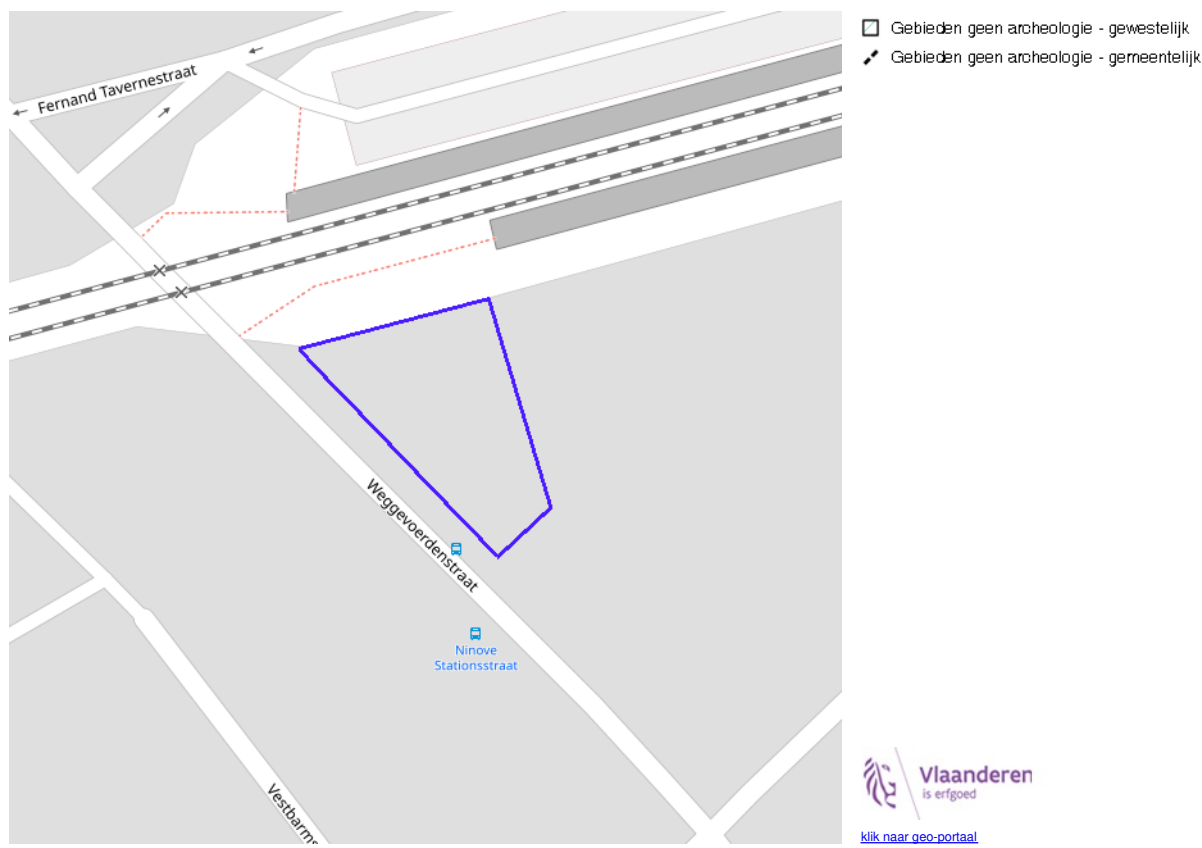 Fernand Tavernestraat
Weggevoerdenstraat
Ninove
Stationsstraat
Vestbarms
Gebieden geen archeologie - gewestelijk
Gebieden geen archeologie - gemeentelijk
Vlaanderen
is erfgoed
klik naar geo-portaal